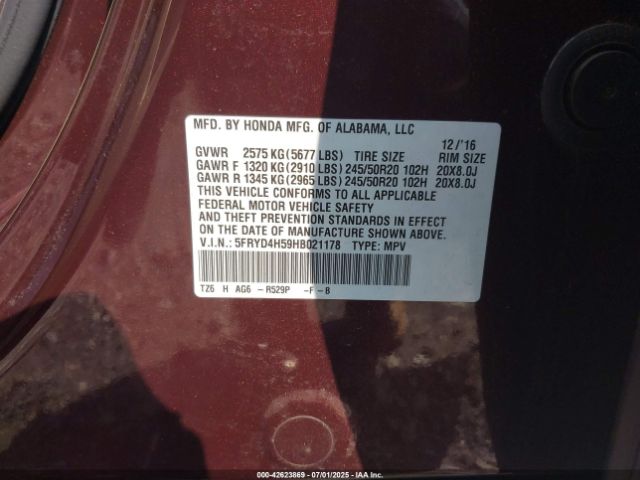 MFD. BY HONDA MFG. OF ALABAMA, LLC
12/'16
GVWR 2575 KG(5677 LBS) TIRE SIZE RIM SIZE
GAWR F 1320 KG(2910 LBS) 245/50R20 102H 20X8.0J
GAWR R 1345 KG(2965 LBS) 245/50R20 102H 20X8.0J
THIS VEHICLE CONFORMS TO ALL APPLICABLE
FEDERAL MOTOR VEHICLE SAFETY
AND THEFT PREVENTION STANDARDS IN EFFECT
ON THE DATE OF MANUFACTURE SHOWN ABOVE.
V.I.N.: 5FRYD4H59HB021178 TYPE: MPV
TZ6 H AG6 -R529P -F-8
000-42623869 | 07/01/2025 | IAAI.CA